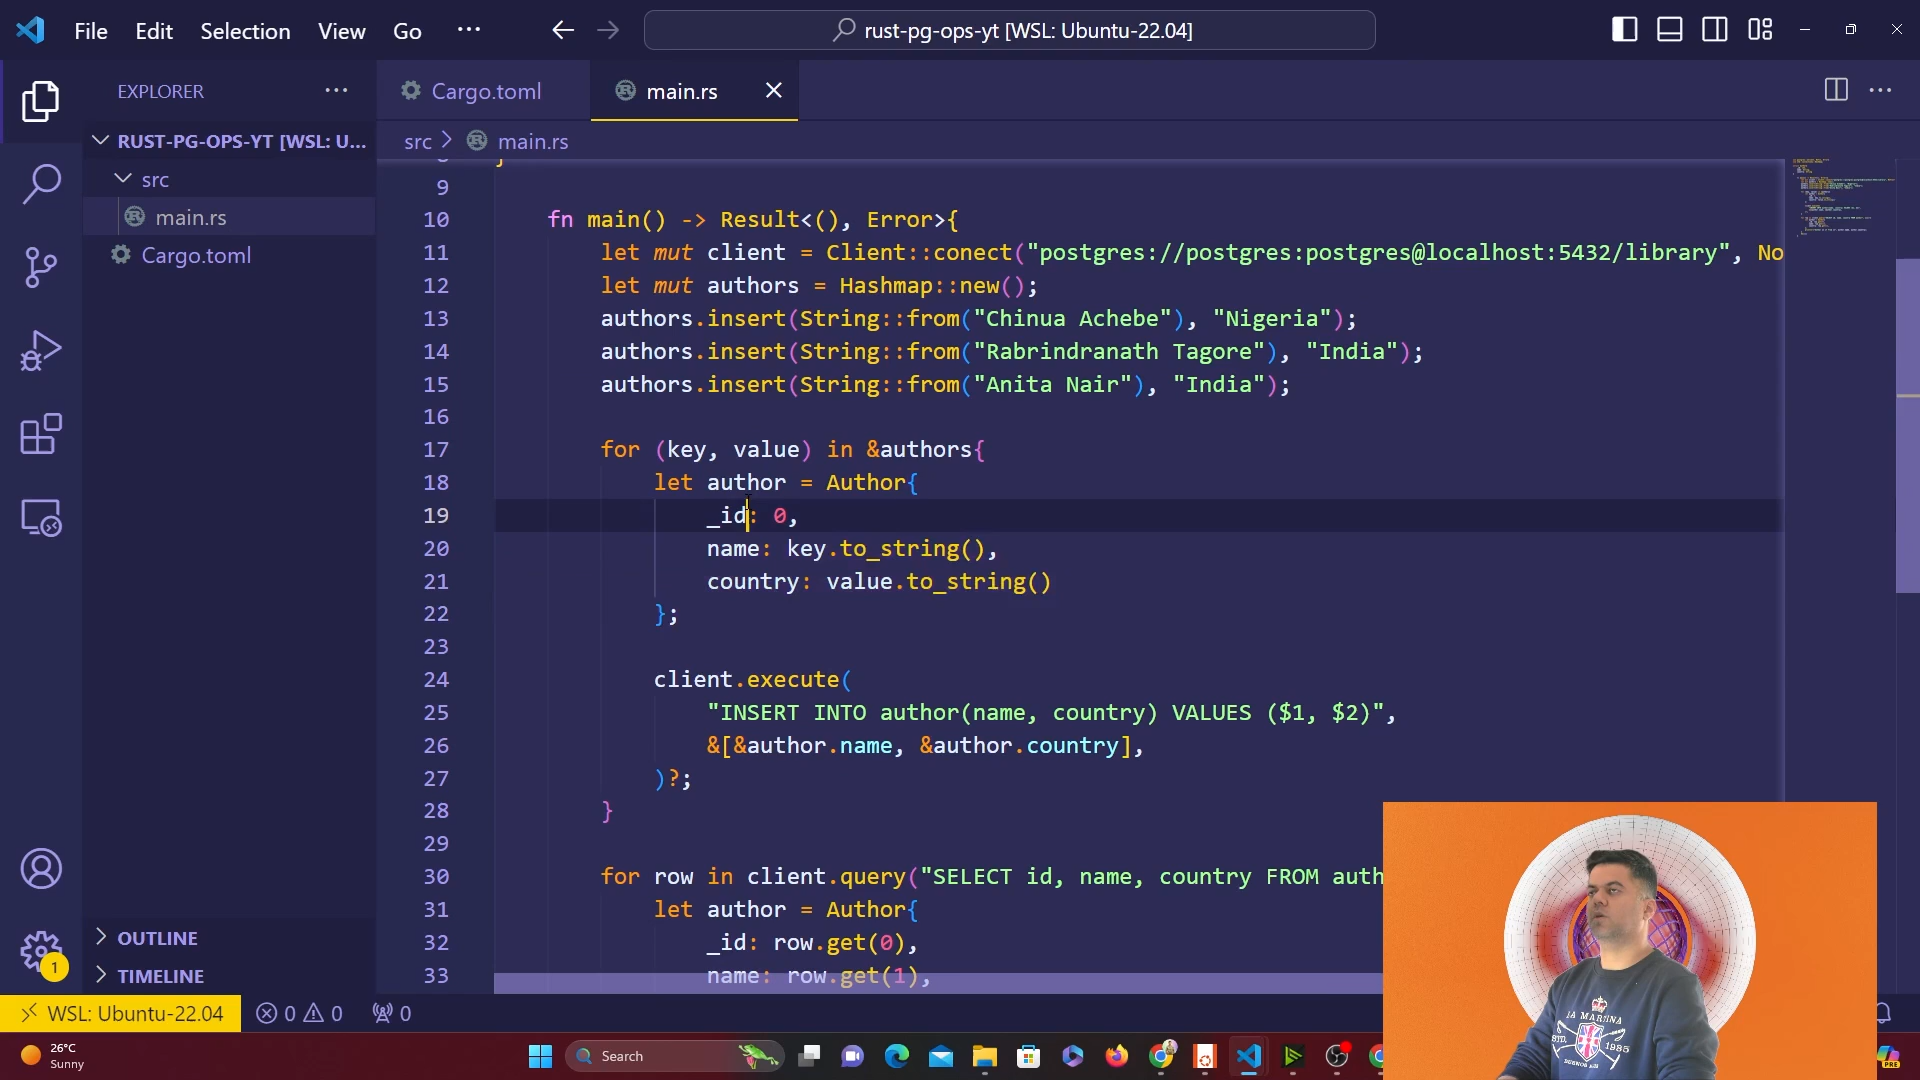 File Edit Selection View Go ···
rust-pg-ops-yt [WSL: Ubuntu-22.04]
EXPLORER ···
Cargo.toml
main.rs
RUST-PG-OPS-YT [WSL: U...
src
main.rs
Cargo.toml
src > main.rs
9
10 fn main() -> Result<(), Error>{
11 let mut client = Client::conect("postgres://postgres:postgres@localhost:5432/library", No
12 let mut authors = Hashmap::new();
13 authors.insert(String::from("Chinua Achebe"), "Nigeria");
14 authors.insert(String::from("Rabrindranath Tagore"), "India");
15 authors.insert(String::from("Anita Nair"), "India");
16
17 for (key, value) in &authors{
18 let author = Author{
19 _id: 0,
20 name: key.to_string(),
21 country: value.to_string()
22 };
23
24 client.execute(
25 "INSERT INTO author(name, country) VALUES ($1, $2)",
26 &[&author.name, &author.country],
27 )?;
28 }
29
30 for row in client.query("SELECT id, name, country FROM auth
31 let author = Author{
32 _id: row.get(0),
33 name: row.get(1),
OUTLINE
TIMELINE
1
WSL: Ubuntu-22.04 0 0 0
26°C
Sunny
Search
LA MARTINA
1985
PRE